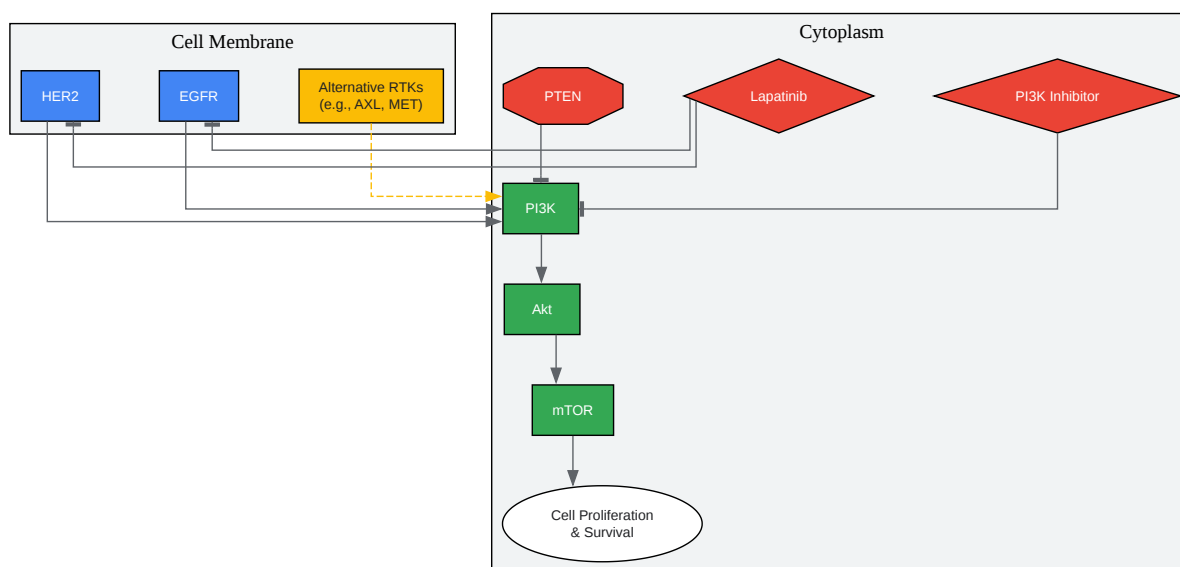 Cell Membrane
Cytoplasm
HER2
EGFR
Alternative RTKs
(e.g., AXL, MET)
PTEN
Lapatinib
PI3K Inhibitor
PI3K
Akt
mTOR
Cell Proliferation
& Survival